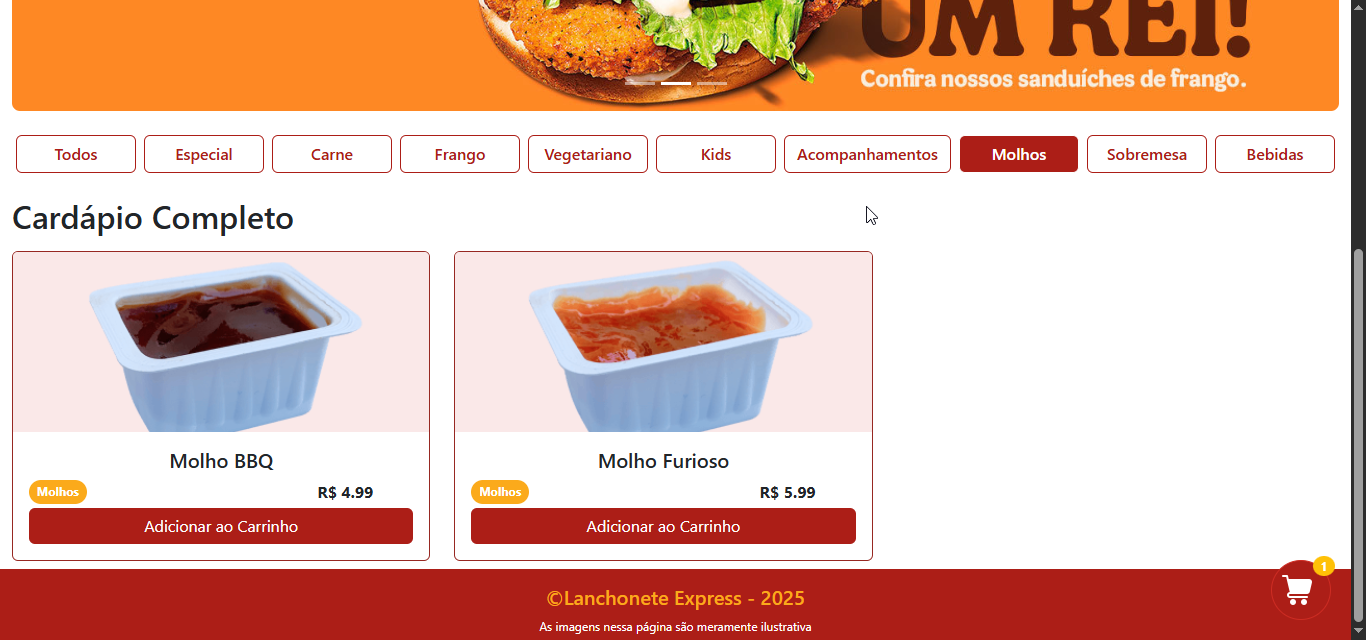 UM REI!
Confira nossos sanduíches de frango.
Todos Especial Carne Frango Vegetariano Kids Acompanhamentos Molhos Sobremesa Bebidas
Cardápio Completo
Molho BBQ
Molhos R$ 4.99
Adicionar ao Carrinho
Molho Furioso
Molhos R$ 5.99
Adicionar ao Carrinho
1
©Lanchonete Express - 2025
As imagens nessa página são meramente ilustrativa